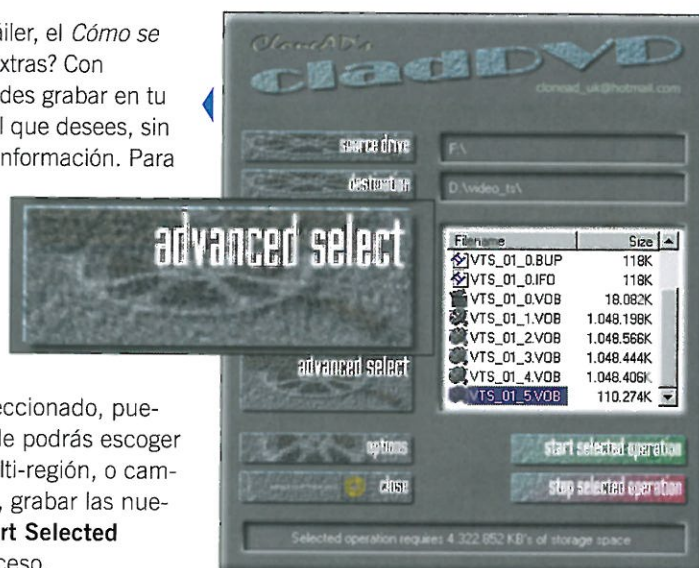 áiler, el Cómo se
xtras? Con
des grabar en tu
l que desees, sin
nformación. Para
eccionado, pue-
le podrás escoger
ulti-región, o cam-
, grabar las nue-
rt Selected
ceso
CloneAD's
cladDVD
clonead_uk@hotmail.com
source drive
F:\
destination
D:\video_ts\
advanced select
Filename Size
VTS_01_0.BUP 118K
VTS_01_0.IFO 118K
VTS_01_0.VOB 18.082K
VTS_01_1.VOB 1.048.198K
VTS_01_2.VOB 1.048.566K
VTS_01_3.VOB 1.048.444K
VTS_01_4.VOB 1.048.406K
VTS_01_5.VOB 110.274K
advanced select
options
start selected operation
close
stop selected operation
Selected operation requires 4.322.852 KB's of storage space